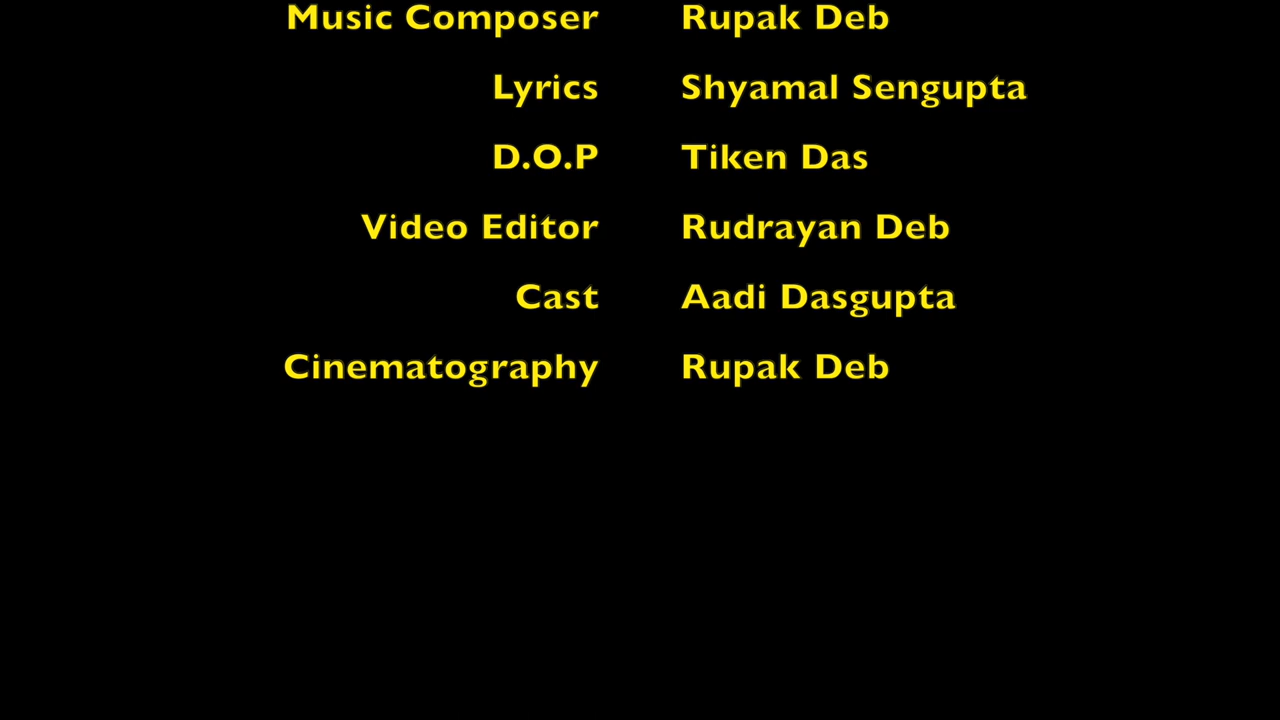 Music Composer Rupak Deb
Lyrics Shyamal Sengupta
D.O.P Tiken Das
Video Editor Rudrayan Deb
Cast Aadi Dasgupta
Cinematography Rupak Deb